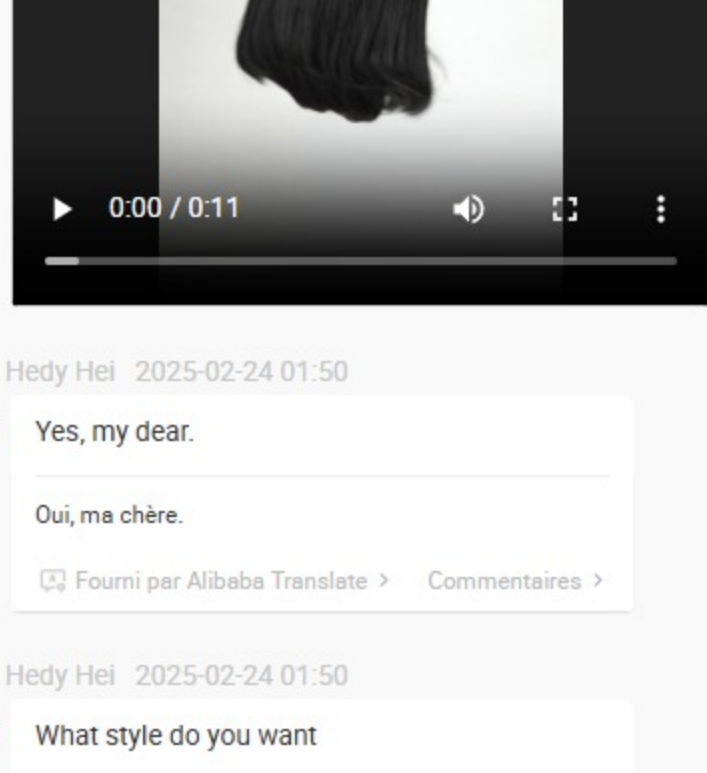 0:00 / 0:11
Hedy Hei 2025-02-24 01:50
Yes, my dear.
Oui, ma chère.
Fourni par Alibaba Translate > Commentaires >
Hedy Hei 2025-02-24 01:50
What style do you want